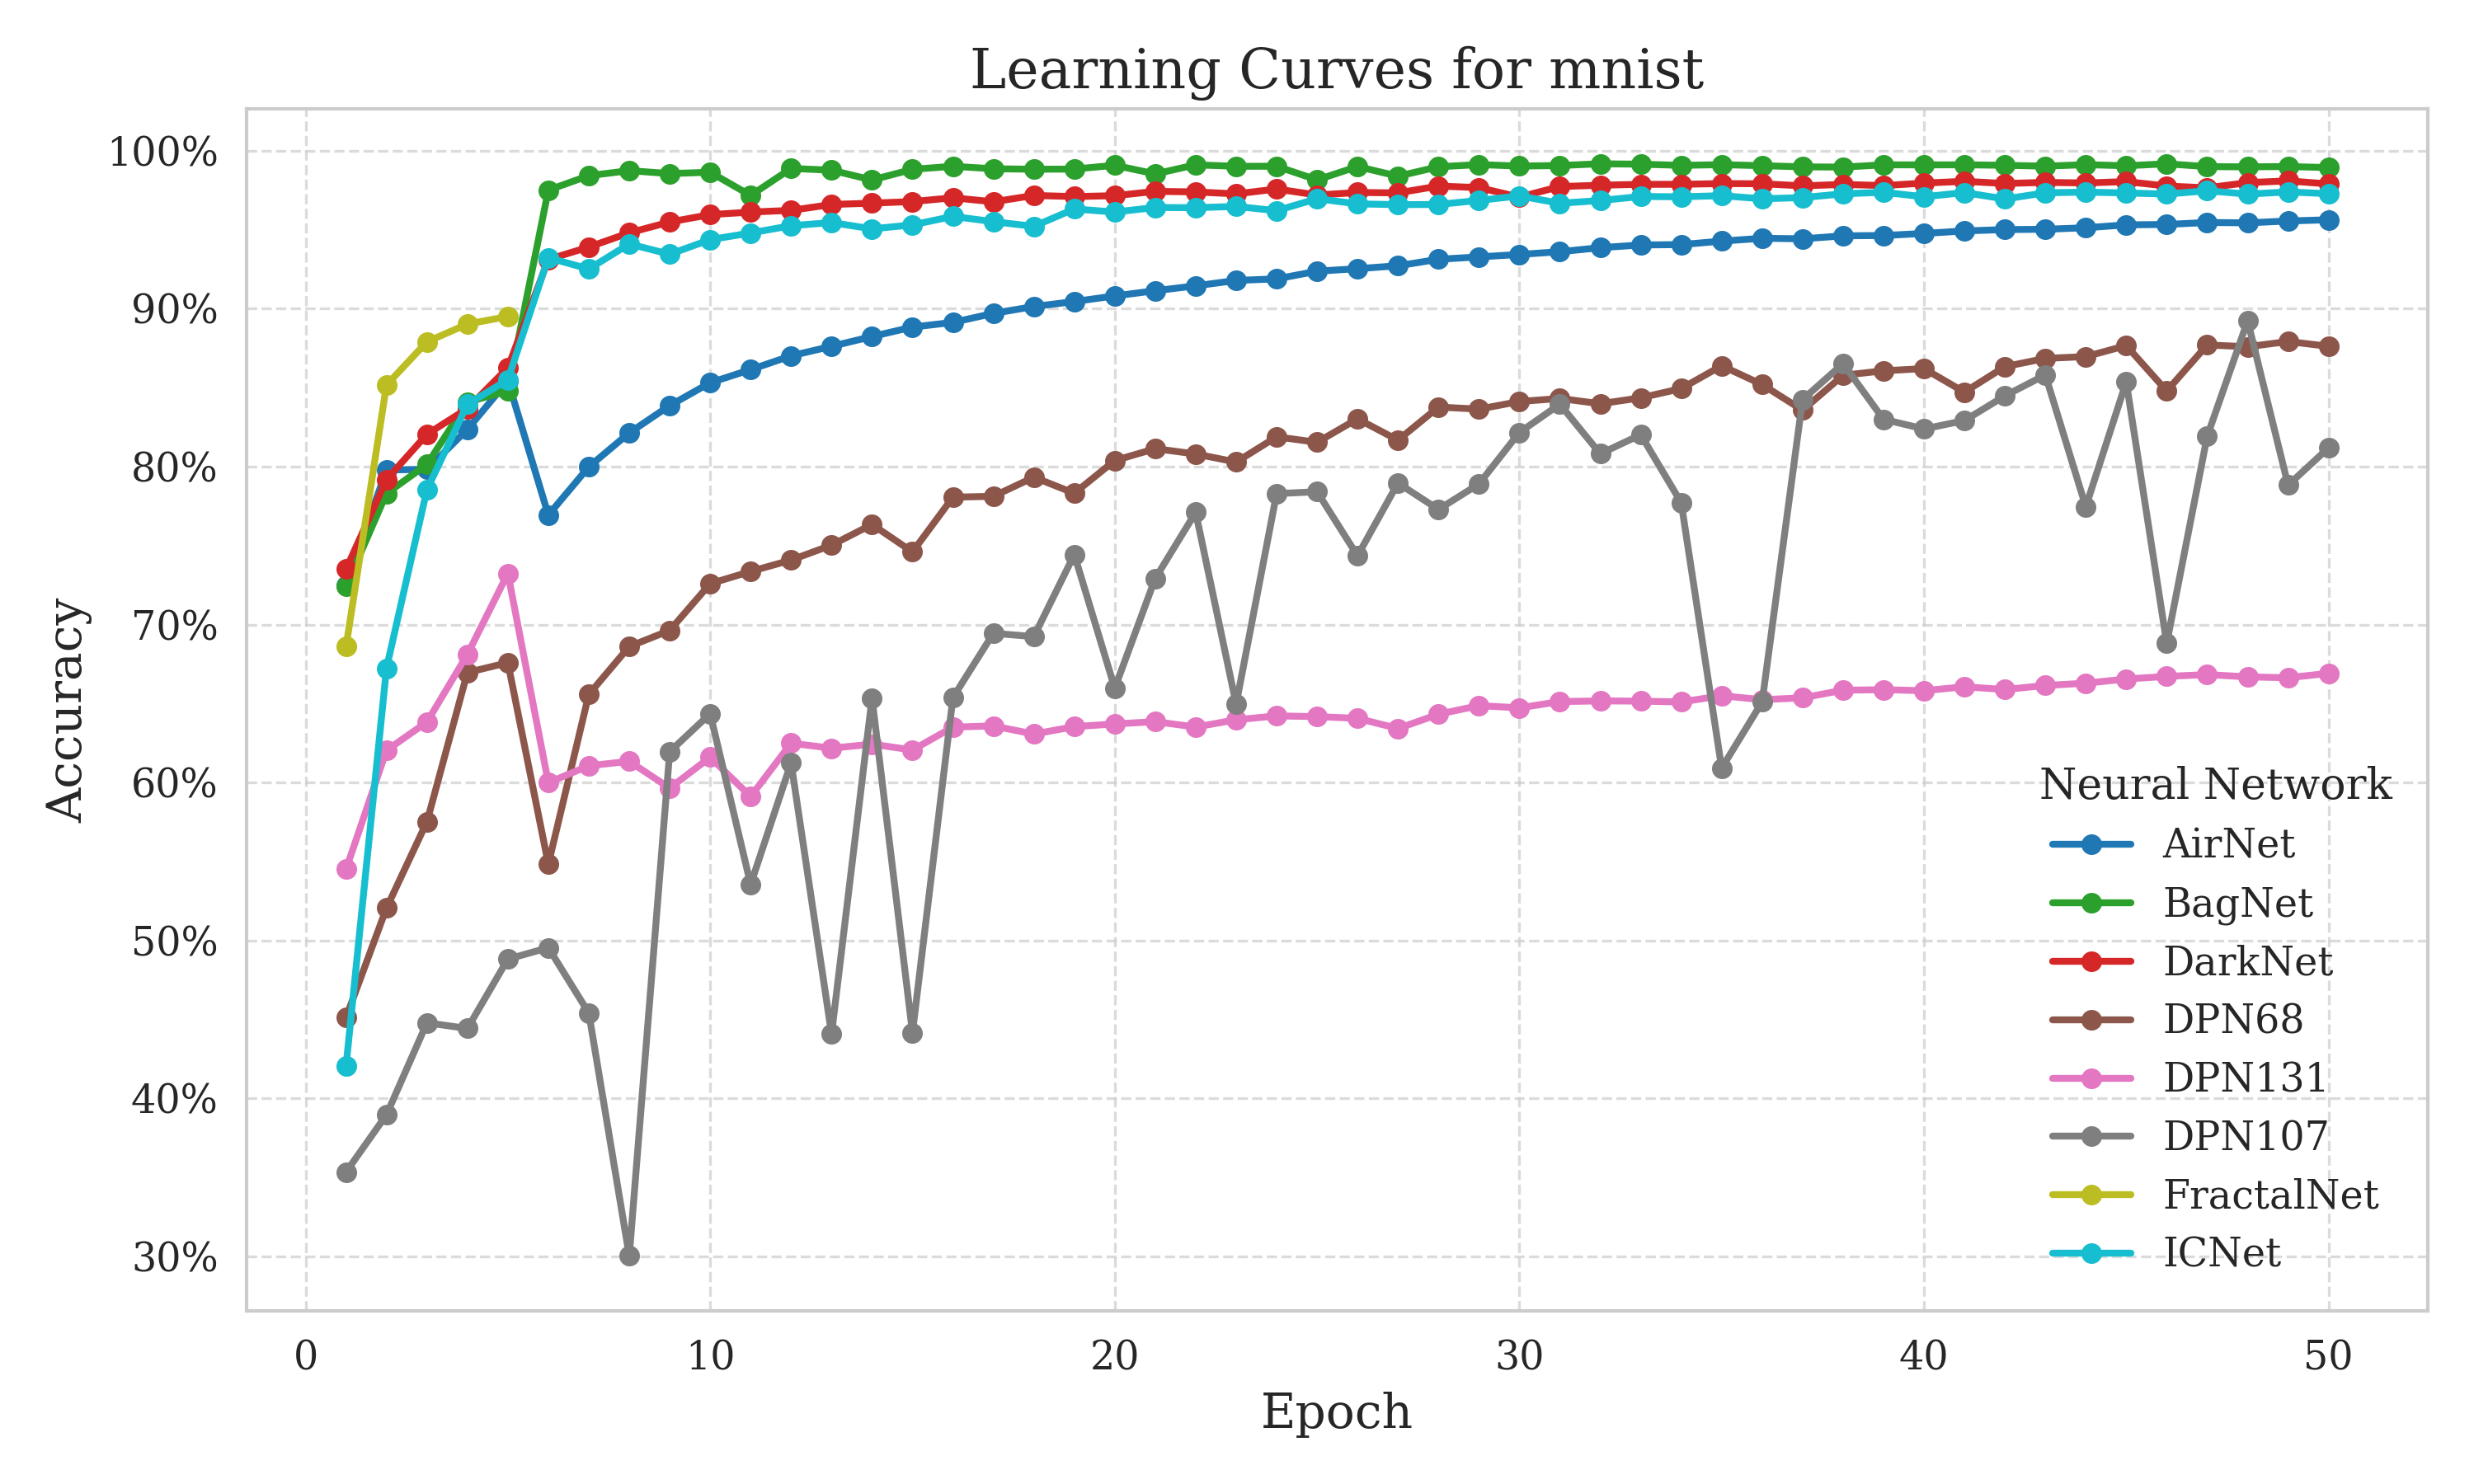 Learning Curves for mnist
100%
90%
80%
70%
60%
50%
40%
30%
Accuracy
0 10 20 30 40 50
Epoch
Neural Network
AirNet
BagNet
DarkNet
DPN68
DPN131
DPN107
FractalNet
ICNet